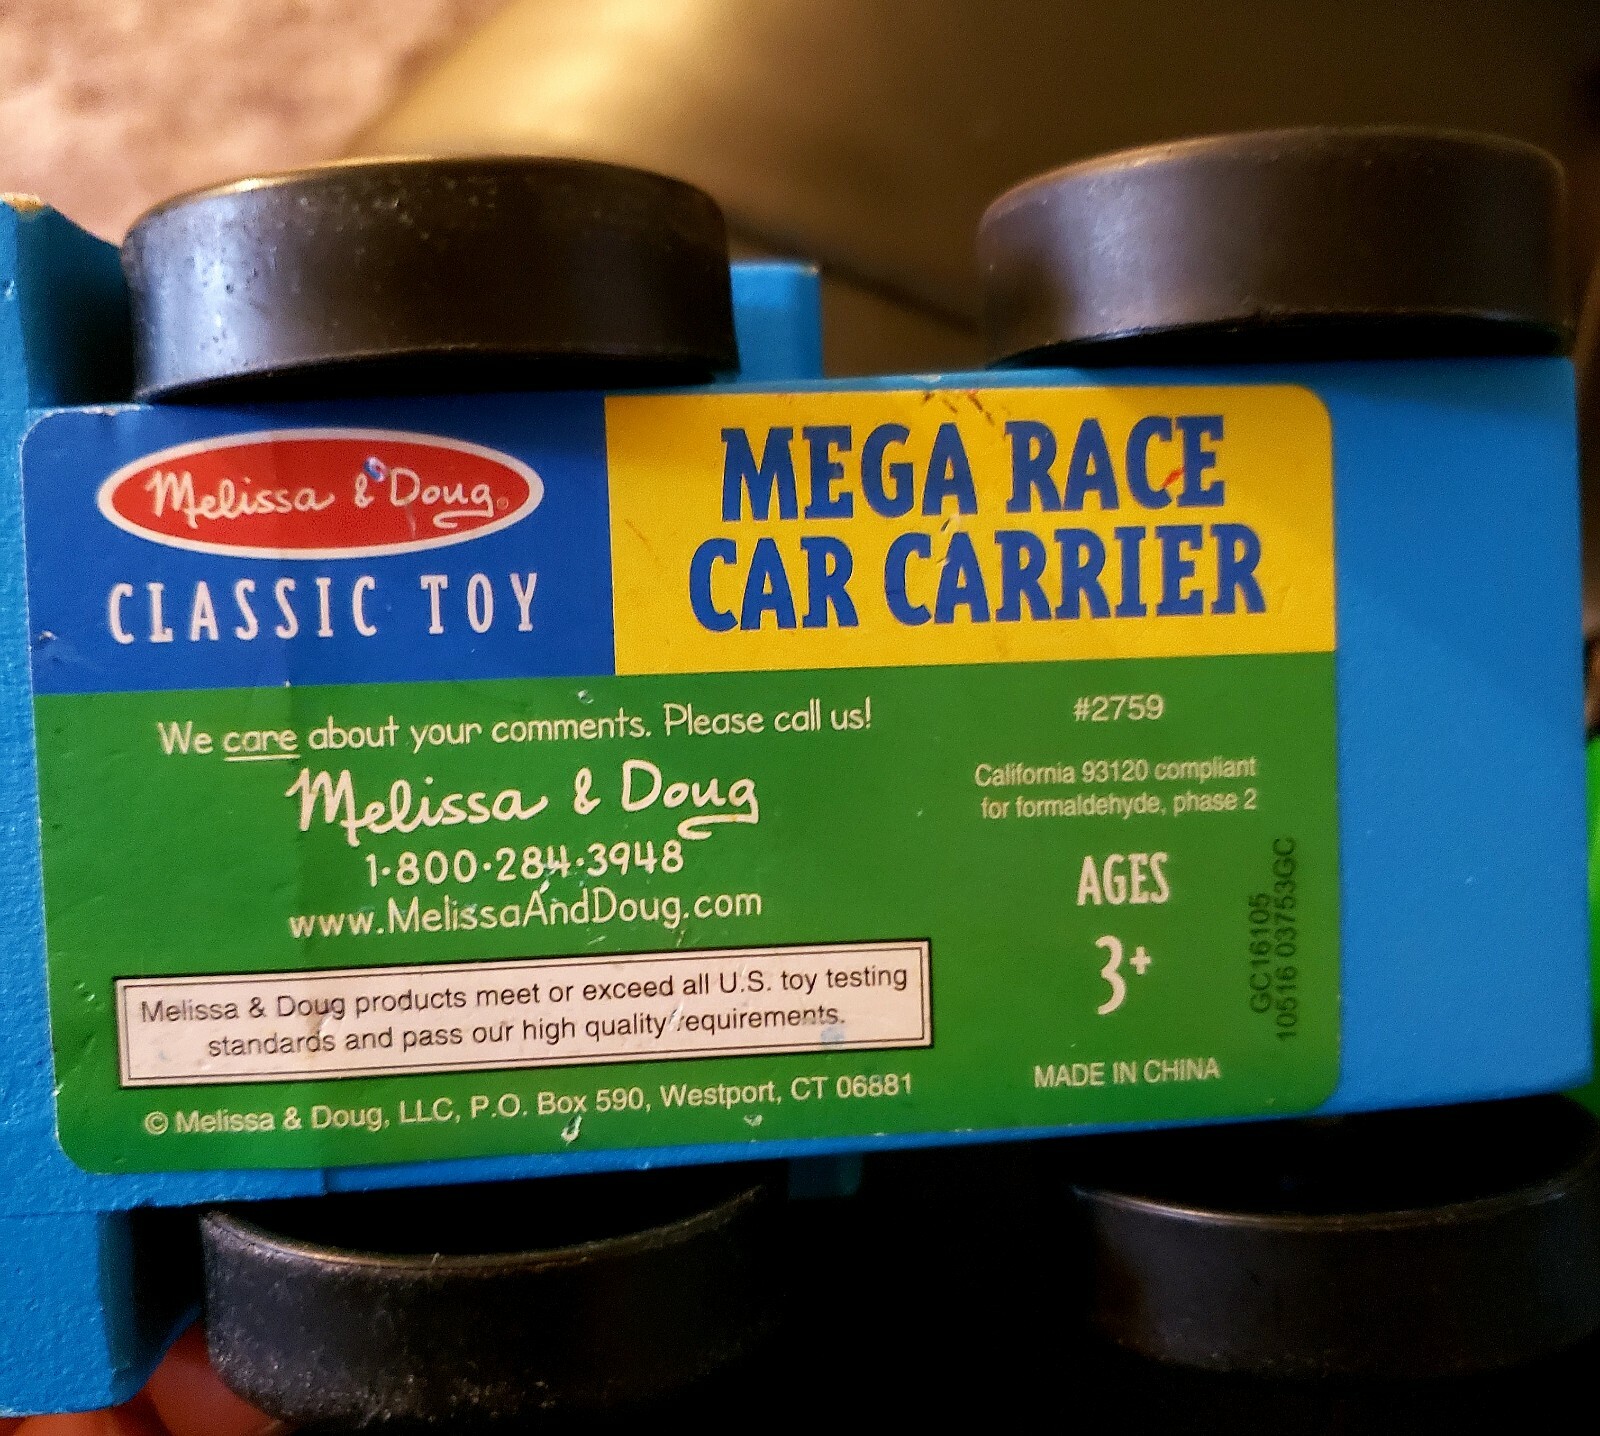 Melissa & Doug®
CLASSIC TOY
MEGA RACE
CAR CARRIER
We care about your comments. Please call us!
Melissa & Doug
1·800·284·3948
www.MelissaAndDoug.com
Melissa & Doug products meet or exceed all U.S. toy testing
standards and pass our high quality requirements.
© Melissa & Doug, LLC, P.O. Box 590, Westport, CT 06881
#2759
California 93120 compliant
for formaldehyde, phase 2
AGES
3+
MADE IN CHINA
GC16105
10516 03753GC